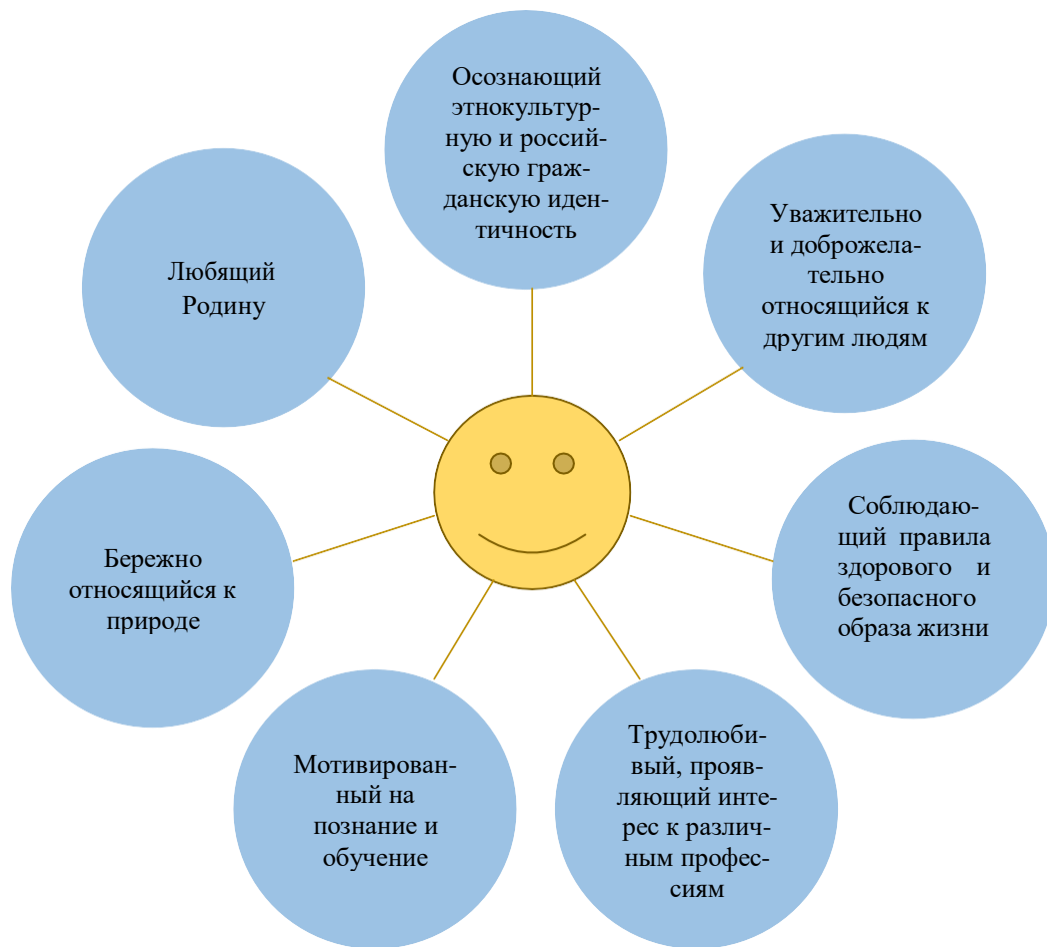 Осознающий
этнокультур-
ную и россий-
скую граж-
данскую иден-
тичность
Уважительно
и доброжела-
тельно
относящийся к
другим людям
Соблюдаю-
щий правила
здорового и
безопасного
образа жизни
Трудолюби-
вый, прояв-
ляющий инте-
рес к различ-
ным профес-
сиям
Мотивирован-
ный на
познание и
обучение
Бережно
относящийся к
природе
Любящий
Родину